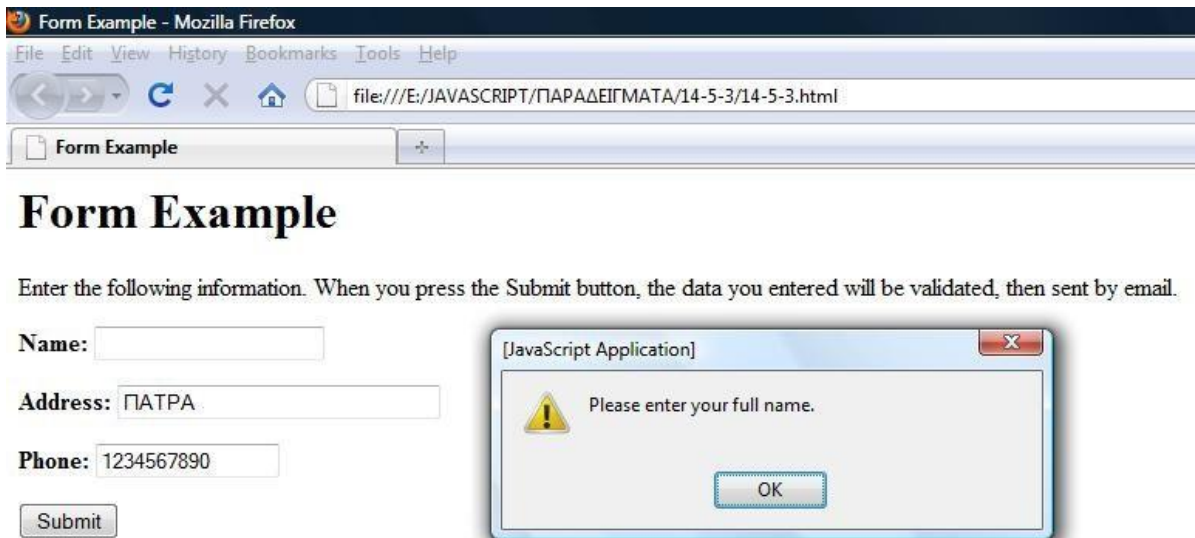 Form Example - Mozilla Firefox
File Edit View History Bookmarks Tools Help
file:///E:/JAVASCRIPT/ΠΑΡΑΔΕΙΓΜΑΤΑ/14-5-3/14-5-3.html
Form Example
Form Example
Enter the following information. When you press the Submit button, the data you entered will be validated, then sent by email.
Name:
Address: ΠΑΤΡΑ
Phone: 1234567890
Submit
[JavaScript Application]
Please enter your full name.
OK